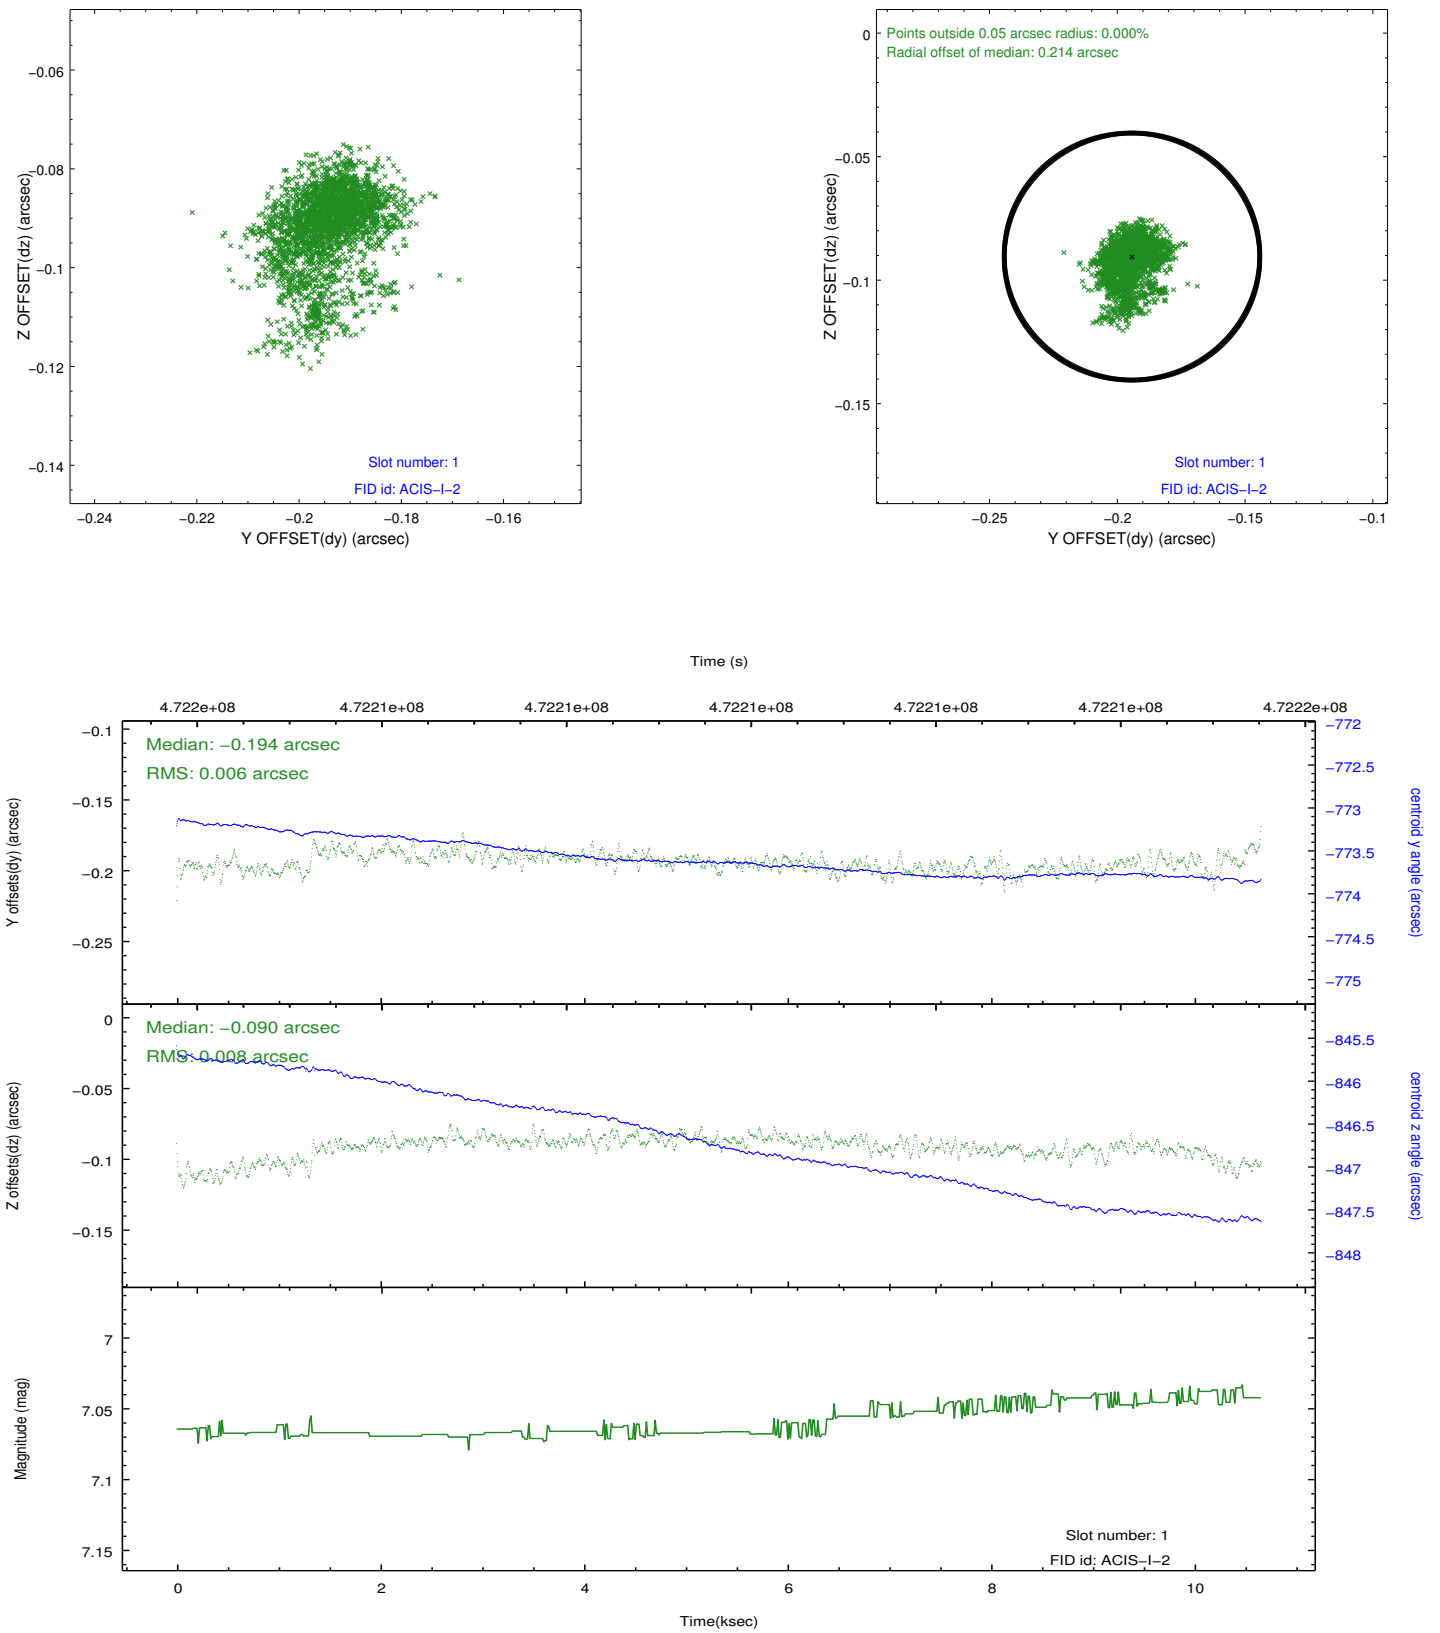 −0.06
−0.08
−0.1
−0.12
−0.14
Z OFFSET(dz) (arcsec)
Slot number: 1
FID id: ACIS−I−2
−0.24 −0.22 −0.2 −0.18 −0.16
Y OFFSET(dy) (arcsec)
Points outside 0.05 arcsec radius: 0.000%
Radial offset of median: 0.214 arcsec
0
−0.05
−0.1
−0.15
Z OFFSET(dz) (arcsec)
Slot number: 1
FID id: ACIS−I−2
−0.25 −0.2 −0.15 −0.1
Y OFFSET(dy) (arcsec)
Time (s)
4.722e+08 4.7221e+08 4.7221e+08 4.7221e+08 4.7221e+08 4.7221e+08 4.7222e+08
Median: −0.194 arcsec
RMS: 0.006 arcsec
−0.1
−0.15
−0.2
−0.25
Y offsets(dy) (arcsec)
−772
−772.5
−773
−773.5
−774
−774.5
−775
centroid y angle (arcsec)
Median: −0.090 arcsec
RMS: 0.008 arcsec
0
−0.05
−0.1
−0.15
Z offsets(dz) (arcsec)
−845.5
−846
−846.5
−847
−847.5
−848
centroid z angle (arcsec)
7
7.05
7.1
7.15
Magnitude (mag)
Slot number: 1
FID id: ACIS−I−2
0 2 4 6 8 10
Time(ksec)